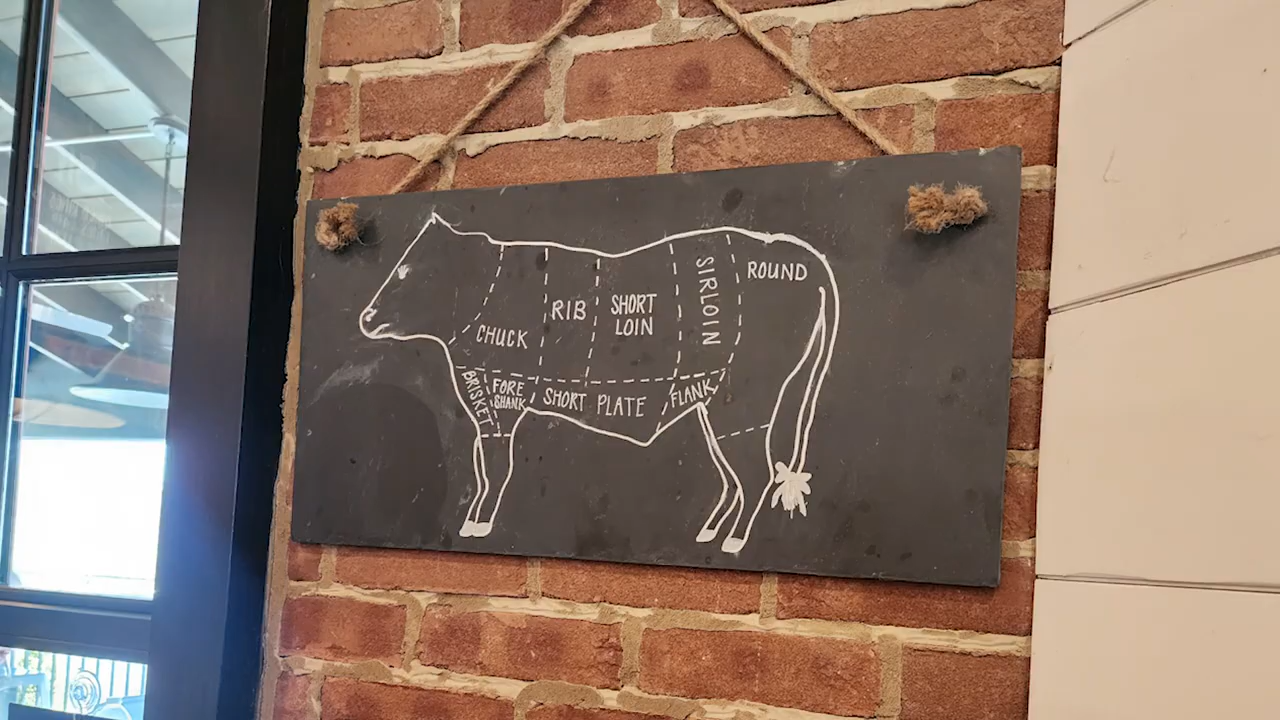 CHUCK
RIB
SHORT
LOIN
SIRLOIN
ROUND
BRISKET
FORE
SHANK
SHORT PLATE
FLANK